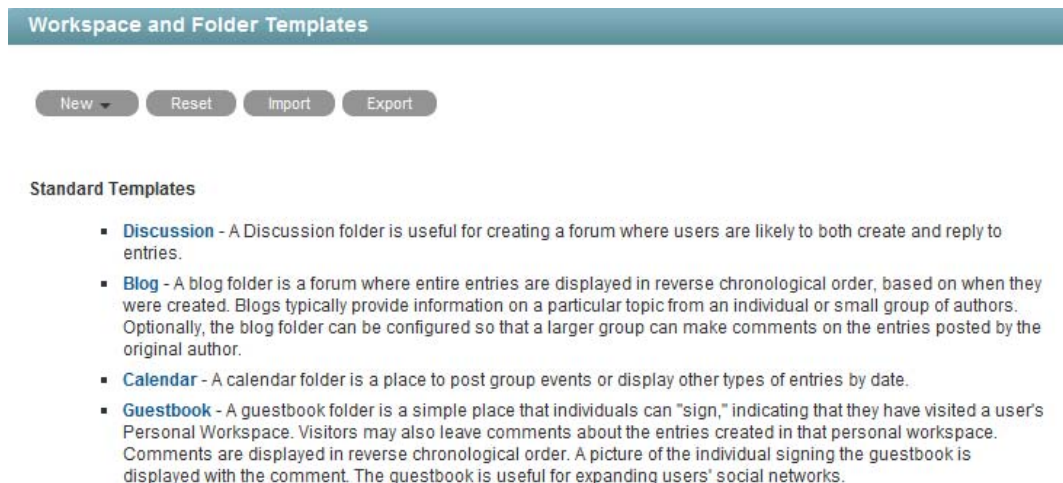 Workspace and Folder Templates
New Reset Import Export
Standard Templates
▪ Discussion - A Discussion folder is useful for creating a forum where users are likely to both create and reply to
entries.
▪ Blog - A blog folder is a forum where entire entries are displayed in reverse chronological order, based on when they
were created. Blogs typically provide information on a particular topic from an individual or small group of authors.
Optionally, the blog folder can be configured so that a larger group can make comments on the entries posted by the
original author.
▪ Calendar - A calendar folder is a place to post group events or display other types of entries by date.
▪ Guestbook - A guestbook folder is a simple place that individuals can "sign," indicating that they have visited a user's
Personal Workspace. Visitors may also leave comments about the entries created in that personal workspace.
Comments are displayed in reverse chronological order. A picture of the individual signing the guestbook is
displayed with the comment. The guestbook is useful for expanding users' social networks.